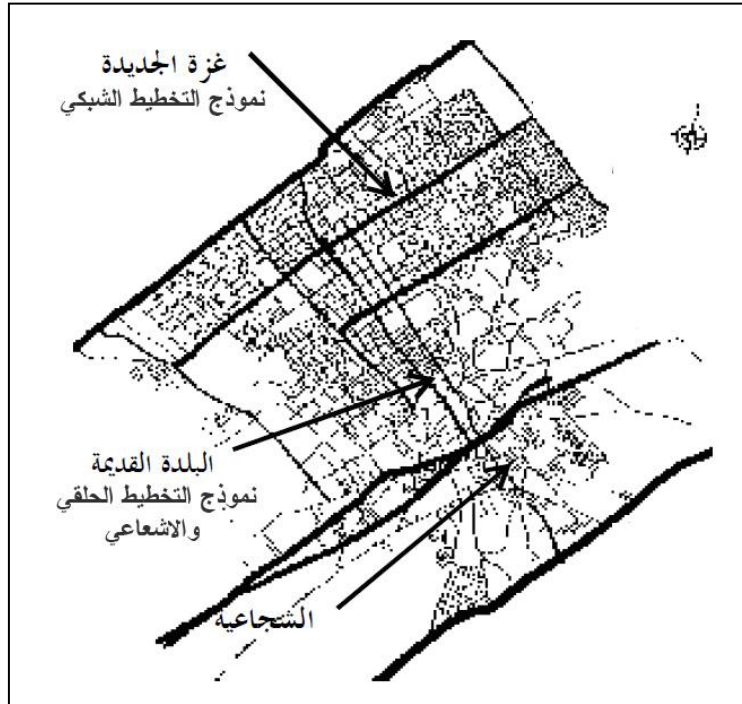 غزة الجديدة
نموذج التخطيط الشبكي
البلدة القديمة
نموذج التخطيط الحلقي
والاشعاعي
الشجاعية